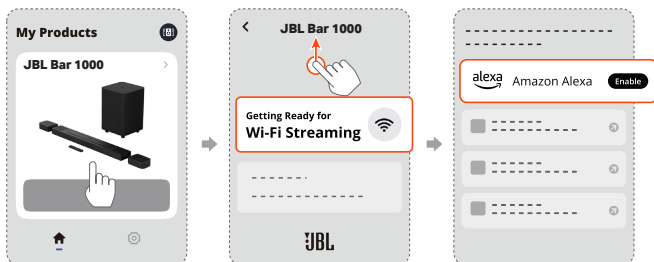 My Products
JBL Bar 1000
JBL Bar 1000
Getting Ready for
Wi-Fi Streaming
JBL
alexa Amazon Alexa Enable